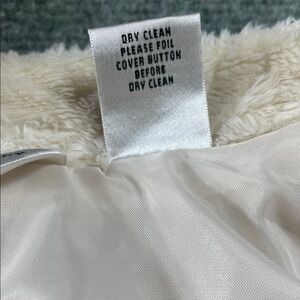 DRY CLEAN
PLEASE FOIL
COVER BUTTON
BEFORE
DRY CLEAN